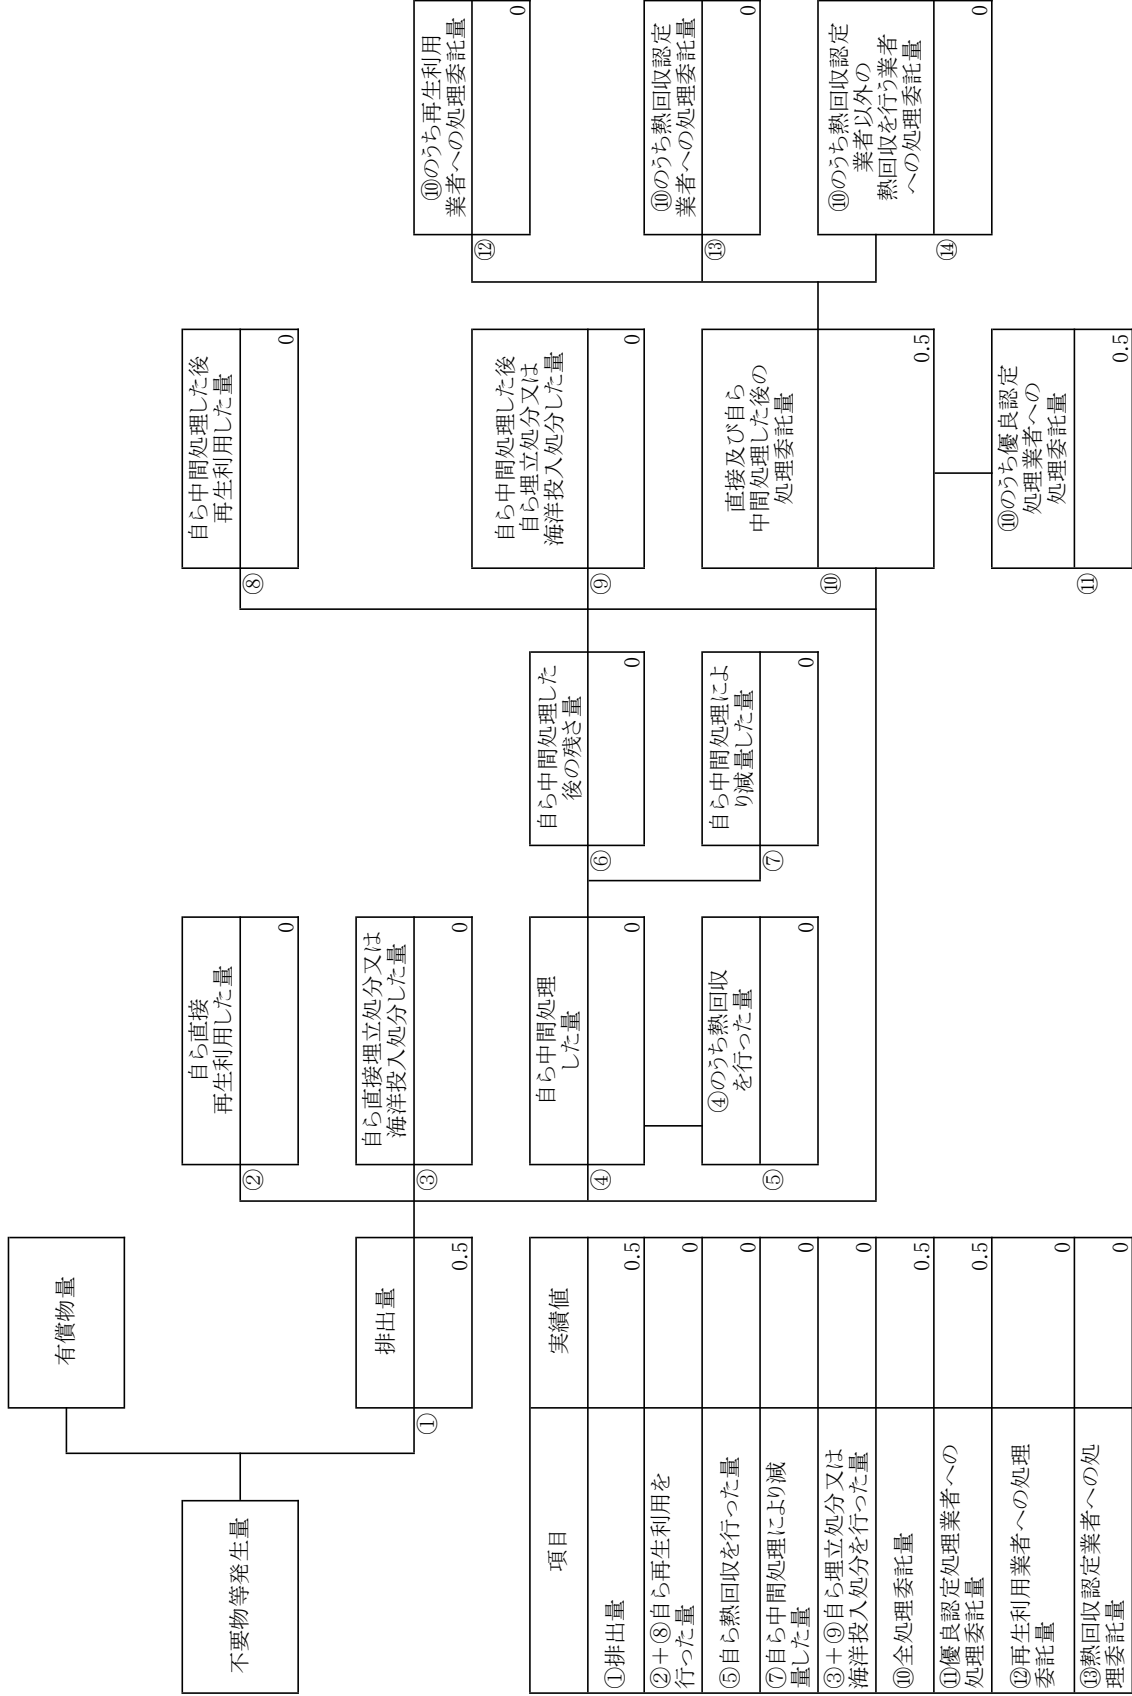 不要物等発生量
有償物量
排出量
①
0.5
自ら直接
再生利用した量
②
0
自ら直接埋立処分又は
海洋投入処分した量
③
0
自ら中間処理
した量
④
0
④のうち熱回収
を行った量
⑤
0
自ら中間処理した
後の残さ量
⑥
0
自ら中間処理によ
り減量した量
⑦
0
自ら中間処理した後
再生利用した量
⑧
0
自ら中間処理した後
自ら埋立処分又は
海洋投入処分した量
⑨
0
直接及び自ら
中間処理した後の
処理委託量
⑩
0.5
⑩のうち優良認定
処理業者への
処理委託量
⑪
0.5
⑩のうち再生利用
業者への処理委託量
⑫
0
⑩のうち熱回収認定
業者への処理委託量
⑬
0
⑩のうち熱回収認定
業者以外の
熱回収を行う業者
への処理委託量
⑭
0
項目
実績値
①排出量
0.5
②+⑧自ら再生利用を
行った量
0
⑤自ら熱回収を行った量
0
⑦自ら中間処理により減
量した量
0
③+⑨自ら埋立処分又は
海洋投入処分を行った量
0
⑩全処理委託量
0.5
⑪優良認定処理業者への
処理委託量
0.5
⑫再生利用業者への処理
委託量
0
⑬熱回収認定業者への処
理委託量
0